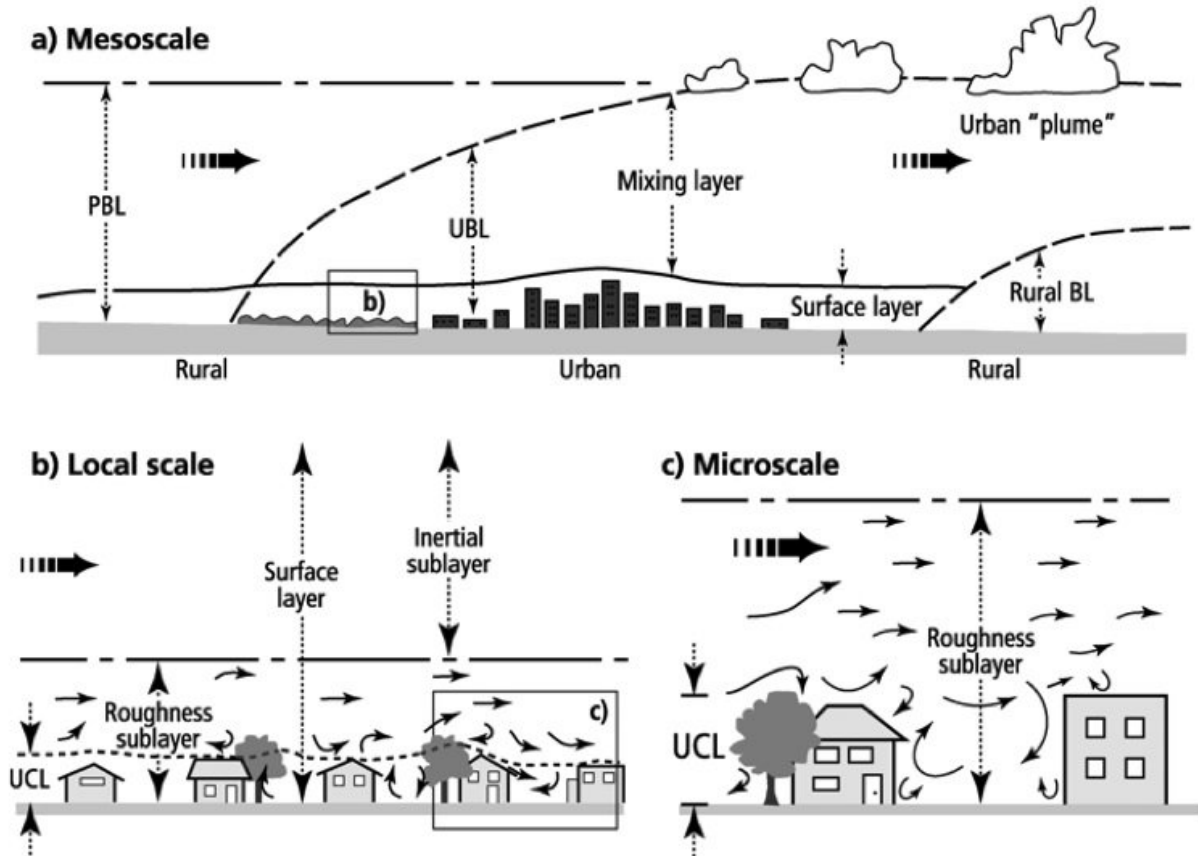 a) Mesoscale
Urban "plume"
Mixing layer
PBL
UBL
b)
Surface layer
Rural BL
Rural
Urban
Rural
b) Local scale
Inertial
sublayer
Surface
layer
Roughness
sublayer
UCL
c)
c) Microscale
Roughness
sublayer
UCL